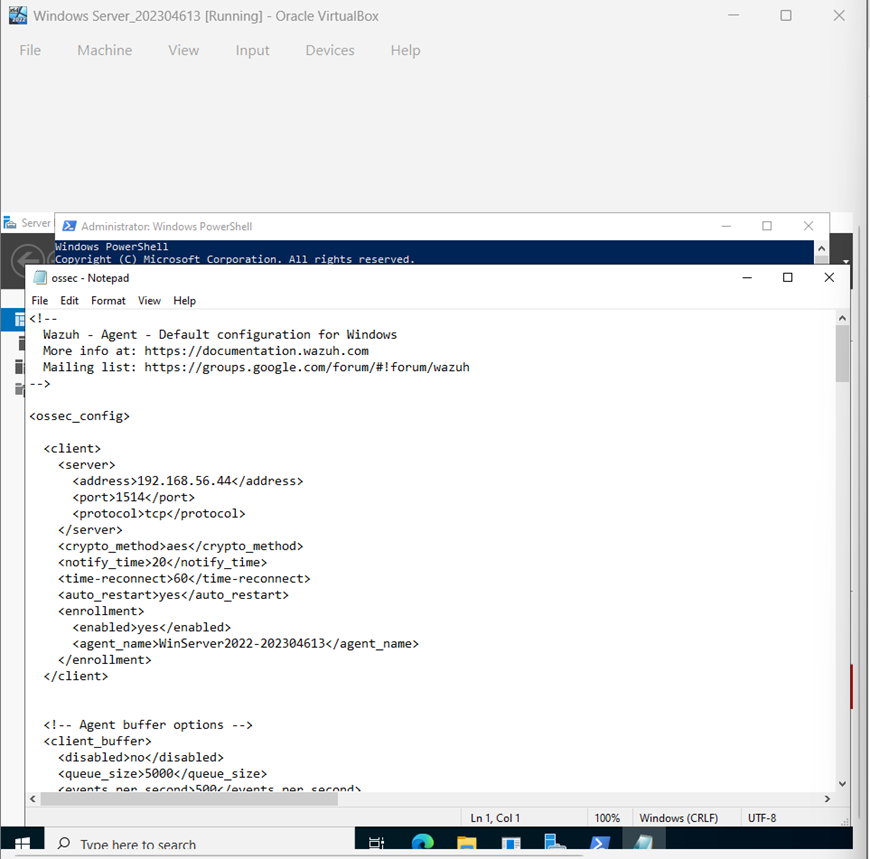 Windows Server_202304613 [Running] - Oracle VirtualBox
File Machine View Input Devices Help
Server
Administrator: Windows PowerShell
Windows PowerShell
Copyright (C) Microsoft Corporation. All rights reserved.
ossec - Notepad
File Edit Format View Help
<!--
  Wazuh - Agent - Default configuration for Windows
  More info at: https://documentation.wazuh.com
  Mailing list: https://groups.google.com/forum/#!forum/wazuh
-->
<ossec_config>
  <client>
    <server>
      <address>192.168.56.44</address>
      <port>1514</port>
      <protocol>tcp</protocol>
    </server>
    <crypto_method>aes</crypto_method>
    <notify_time>20</notify_time>
    <time-reconnect>60</time-reconnect>
    <auto_restart>yes</auto_restart>
    <enrollment>
      <enabled>yes</enabled>
      <agent_name>WinServer2022-202304613</agent_name>
    </enrollment>
  </client>
  <!-- Agent buffer options -->
  <client_buffer>
    <disabled>no</disabled>
    <queue_size>5000</queue_size>
    <events_per_second>500</events_per_second>
Ln 1, Col 1 100% Windows (CRLF) UTF-8
Type here to search